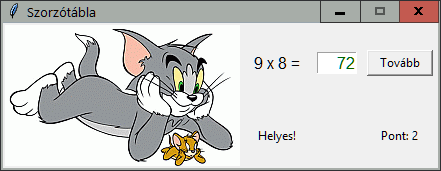 Szorzótábla
9 x 8 = 72 Tovább
Helyes! Pont: 2